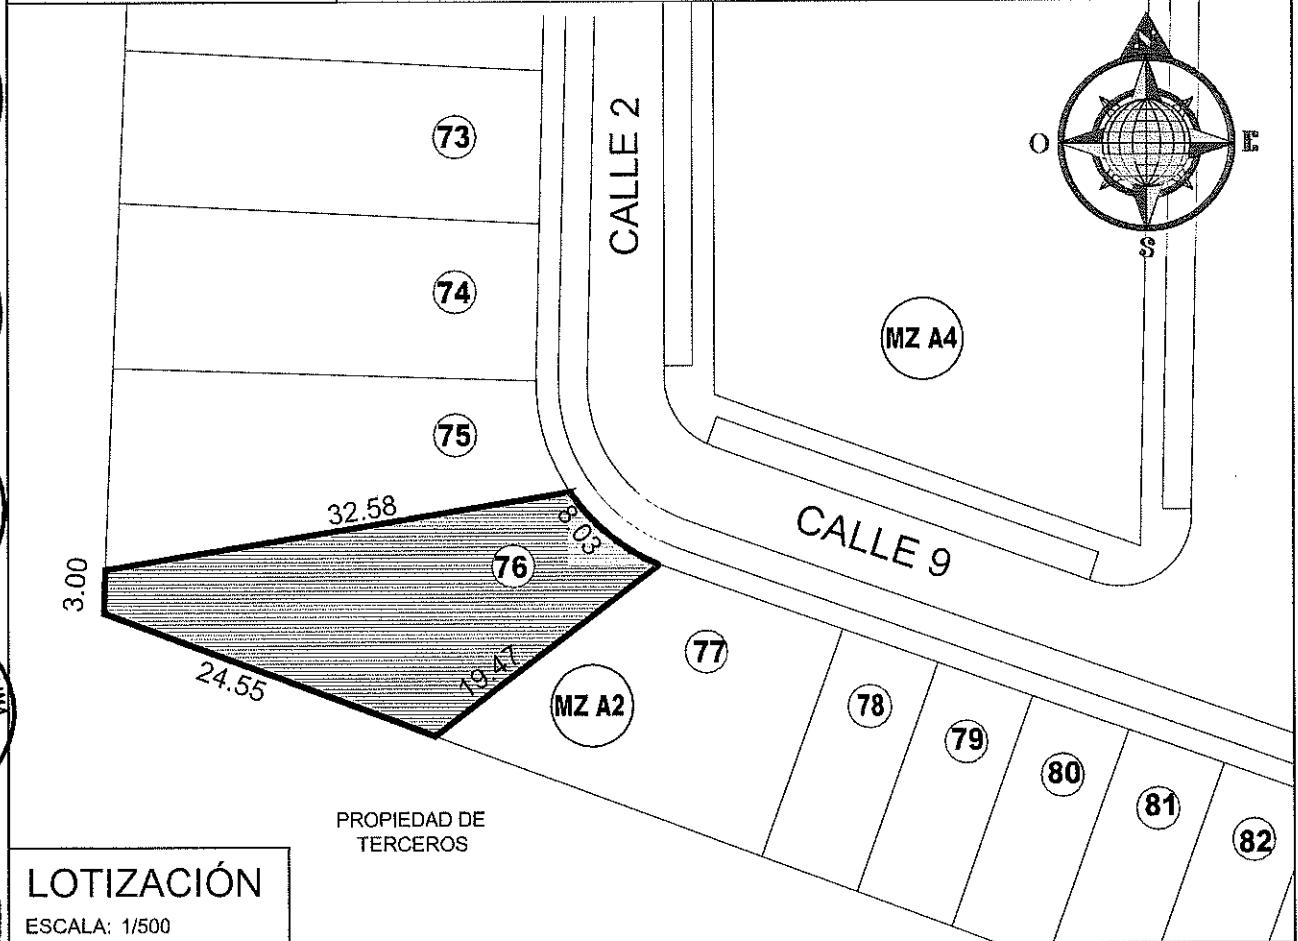 N
O
E
S
73
CALLE 2
74
MZ A4
75
32.58
8.03
CALLE 9
76
3.00
24.55
19.47
77
MZ A2
78
79
80
81
82
PROPIEDAD DE
TERCEROS
LOTIZACIÓN
ESCALA: 1/500